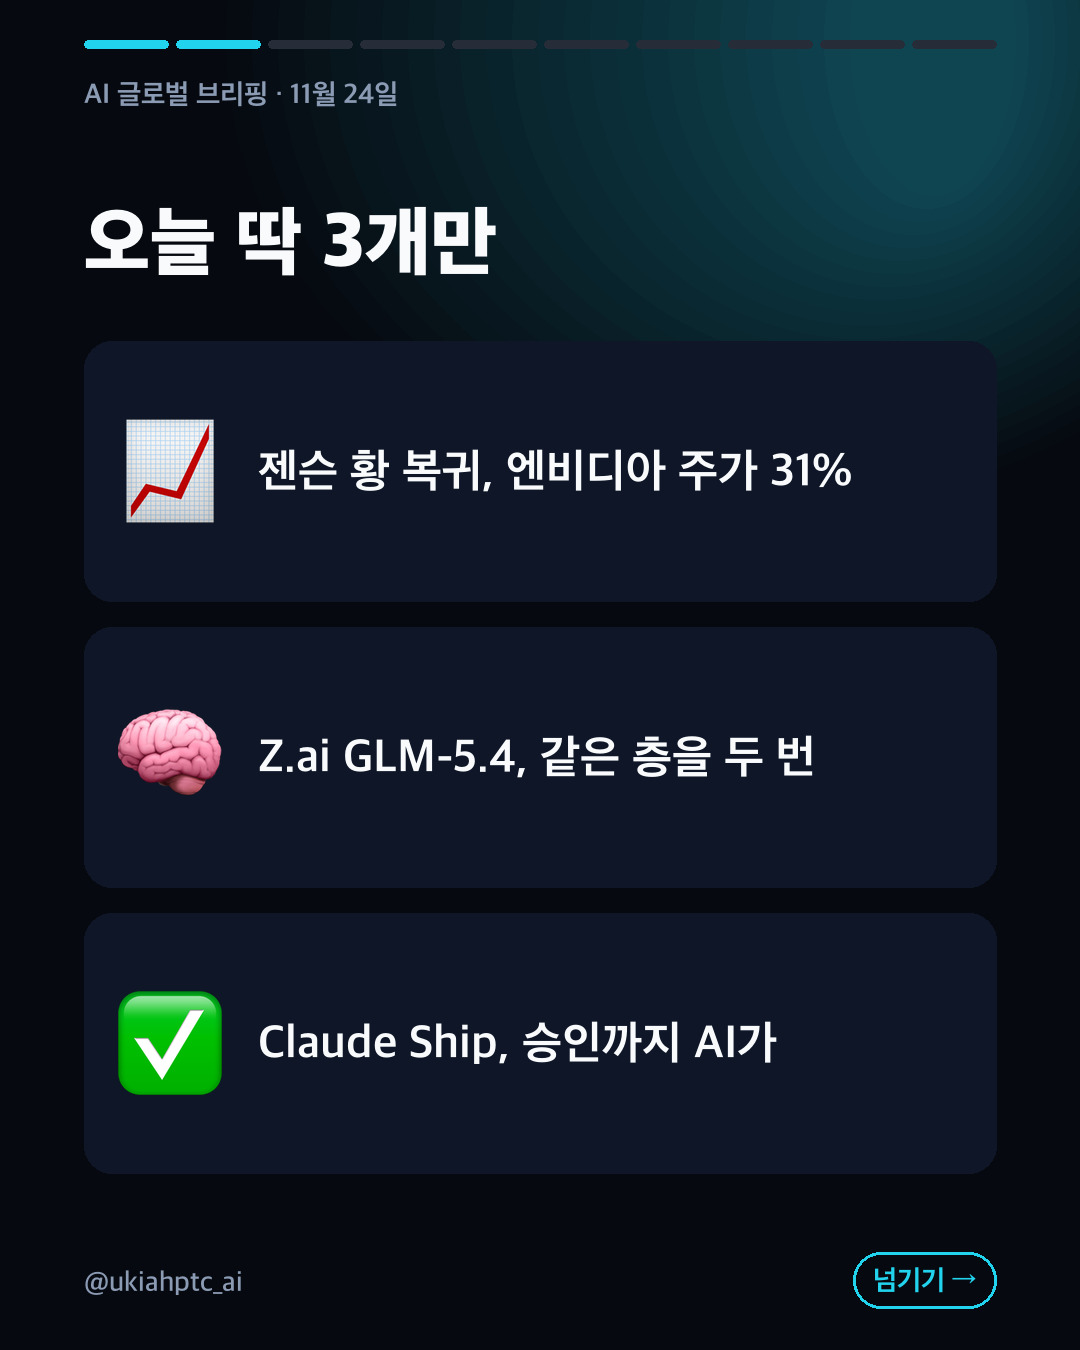 AI 글로벌 브리핑 · 11월 24일
오늘 딱 3개만
젠슨 황 복귀, 엔비디아 주가 31%
Z.ai GLM-5.4, 같은 층을 두 번
Claude Ship, 승인까지 AI가
@ukiahptc_ai
넘기기 →